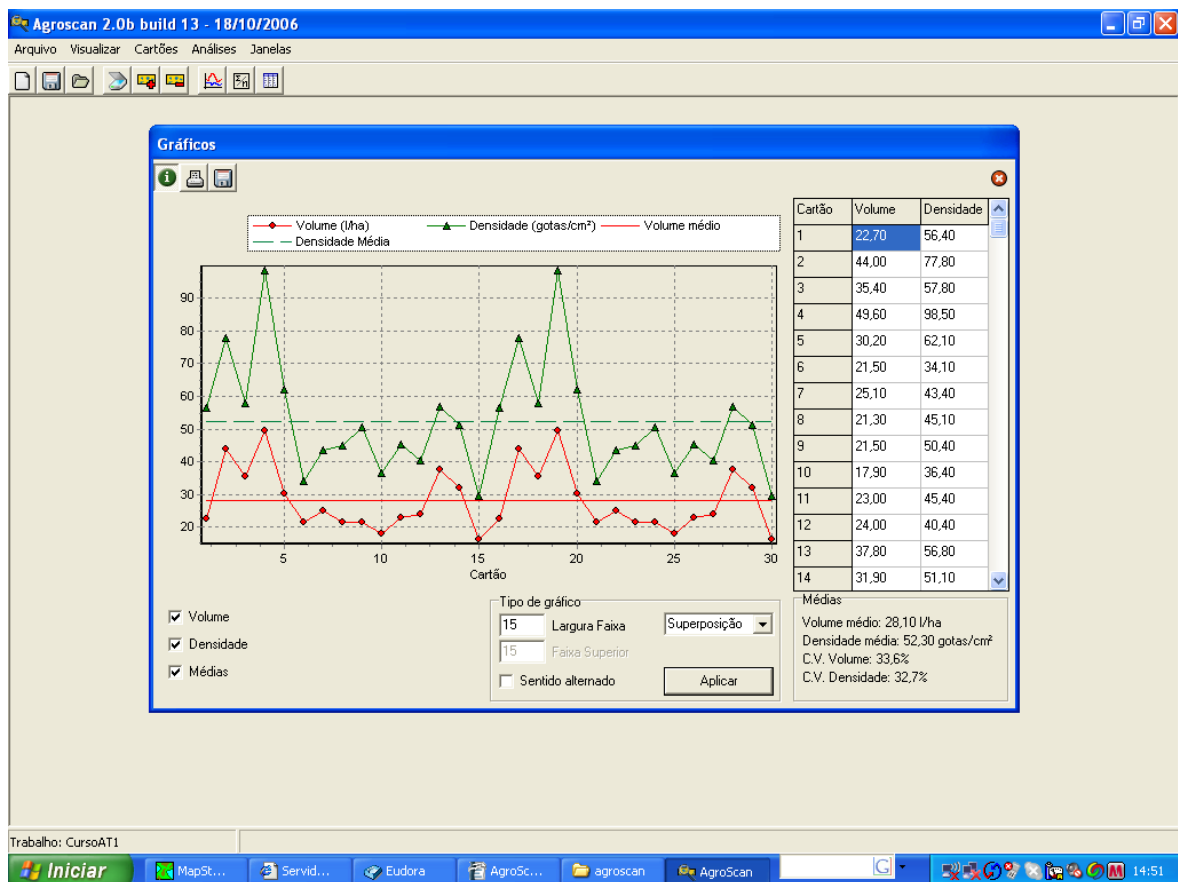 Agroscan 2.0b build 13 - 18/10/2006
Arquivo Visualizar Cartões Análises Janelas
Gráficos
Volume (l/ha) Densidade (gotas/cm²) Volume médio
Densidade Média
90
80
70
60
50
40
30
20
5 10 15 20 25 30
Cartão
Cartão Volume Densidade
1 22,70 56,40
2 44,00 77,80
3 35,40 57,80
4 49,60 98,50
5 30,20 62,10
6 21,50 34,10
7 25,10 43,40
8 21,30 45,10
9 21,50 50,40
10 17,90 36,40
11 23,00 45,40
12 24,00 40,40
13 37,80 56,80
14 31,90 51,10
Volume
Densidade
Médias
Tipo de gráfico
15 Largura Faixa Superposição
15 Faixa Superior
Sentido alternado Aplicar
Médias
Volume médio: 28,10 l/ha
Densidade média: 52,30 gotas/cm²
C.V. Volume: 33,6%
C.V. Densidade: 32,7%
Trabalho: CursoAT1
Iniciar MapSt... Servid... Eudora AgroSc... agroscan AgroScan G 14:51